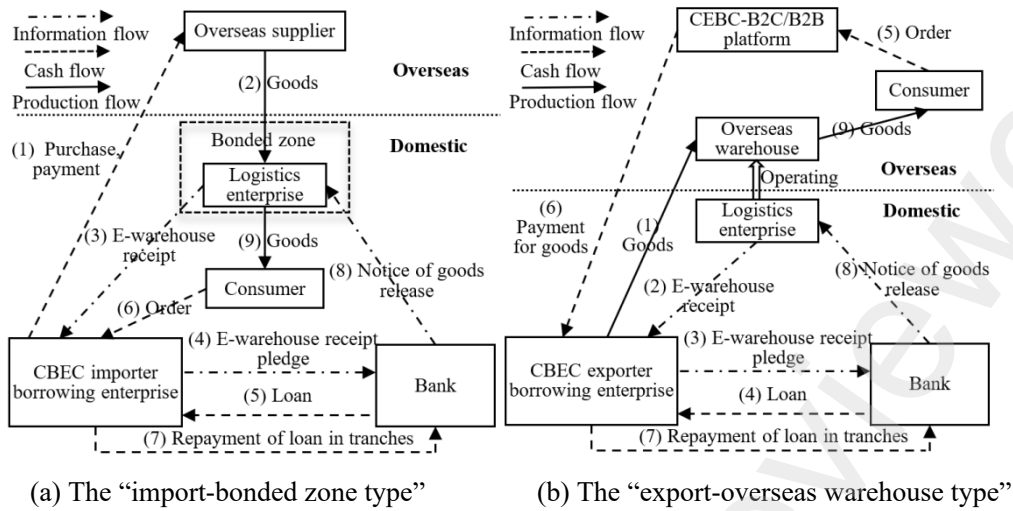 Information flow
Cash flow
Production flow
Overseas supplier
(2) Goods
Overseas
Domestic
Bonded zone
(1) Purchase,
payment
Logistics
enterprise
(3) E-warehouse
receipt
(9) Goods
(8) Notice of goods
release
Consumer
(6) Order
(4) E-warehouse receipt
pledge
CBEC importer
borrowing enterprise
Bank
(5) Loan
(7) Repayment of loan in tranches
(a) The “import-bonded zone type”
Information flow
Cash flow
Production flow
CEBC-B2C/B2B
platform
(5) Order
Consumer
Overseas
warehouse
(9) Goods
Operating
Overseas
Domestic
(6)
Payment
for goods
(1)
Goods
Logistics
enterprise
(2) E-warehouse
receipt
(8) Notice of goods
release
(3) E-warehouse receipt
pledge
CBEC exporter
borrowing enterprise
Bank
(4) Loan
(7) Repayment of loan in tranches
(b) The “export-overseas warehouse type”